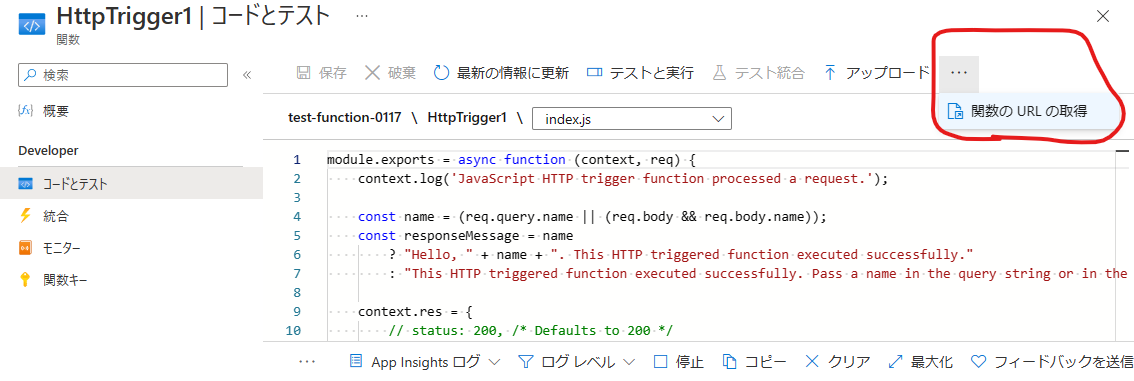 HttpTrigger1 | コードとテスト ...
関数
検索
概要
Developer
コードとテスト
統合
モニター
関数キー
保存 破棄 最新の情報に更新 テストと実行 テスト統合 アップロード ...
関数の URL の取得
test-function-0117 \ HttpTrigger1 \ index.js
1 module.exports = async function (context, req) {
2 context.log('JavaScript HTTP trigger function processed a request.');
3
4 const name = (req.query.name || (req.body && req.body.name));
5 const responseMessage = name
6 ? "Hello, " + name + ". This HTTP triggered function executed successfully."
7 : "This HTTP triggered function executed successfully. Pass a name in the query string or in the
8
9 context.res = {
10 // status: 200, /* Defaults to 200 */
... App Insights ログ ログ レベル 停止 コピー クリア 最大化 フィードバックを送信